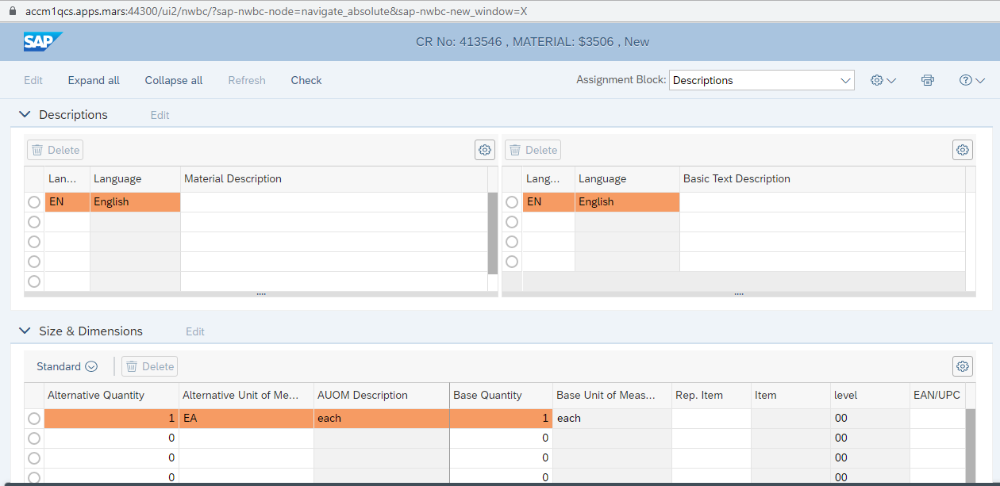 accm1qcs.apps.mars:44300/ui2/nwbc/?sap-nwbc-node=navigate_absolute&sap-nwbc-new_window=X
SAP CR No: 413546 , MATERIAL: $3506 , New
Edit Expand all Collapse all Refresh Check Assignment Block: Descriptions
Descriptions Edit
Delete Delete
Lan... Language Material Description Lang... Language Basic Text Description
EN English EN English
Size & Dimensions Edit
Standard Delete
Alternative Quantity Alternative Unit of Me... AUOM Description Base Quantity Base Unit of Meas... Rep. Item Item level EAN/UPC
1 EA each 1 each 00
0 0 00
0 0 00
0 0 00